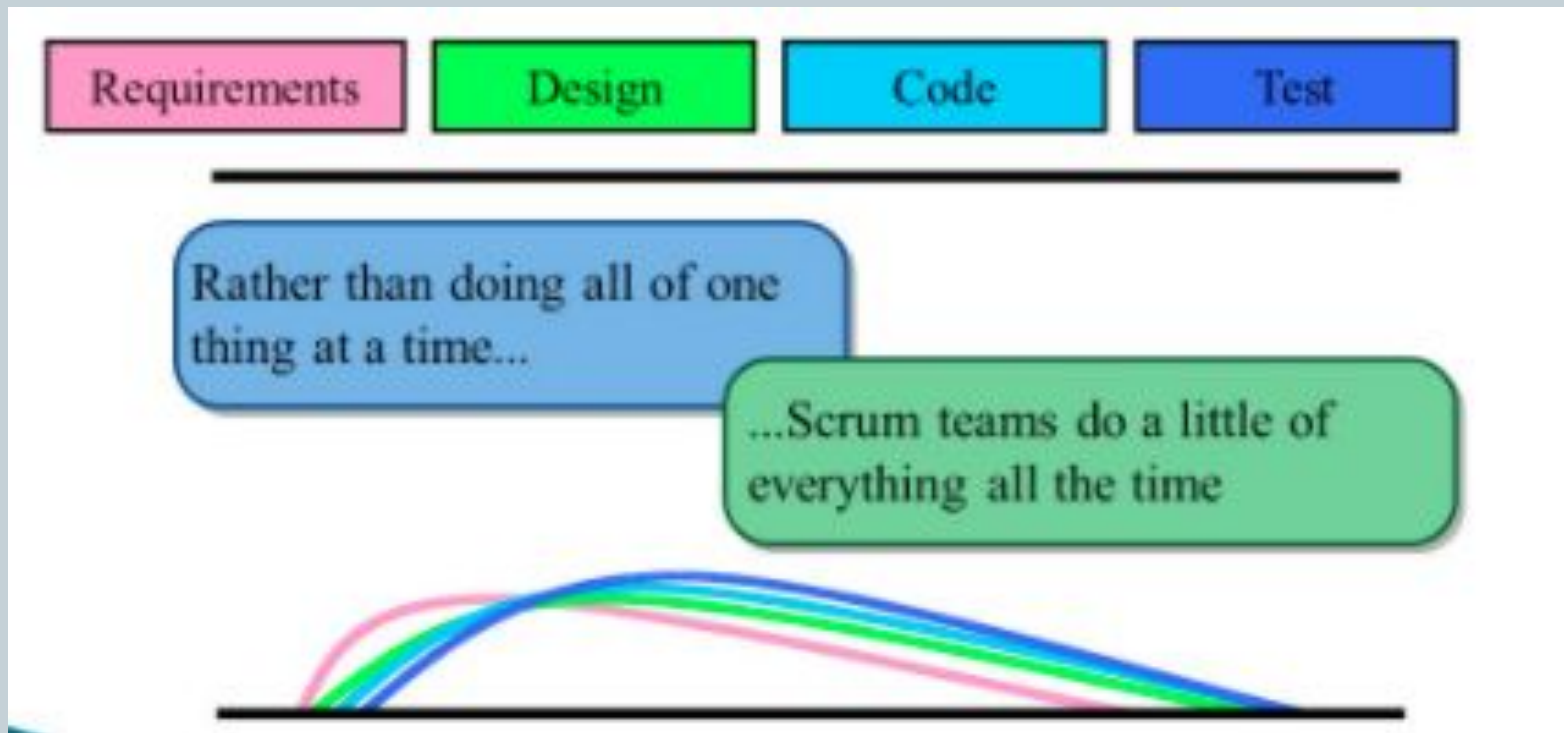 Requirements
Design
Code
Test
Rather than doing all of one
thing at a time...
...Scrum teams do a little of
everything all the time